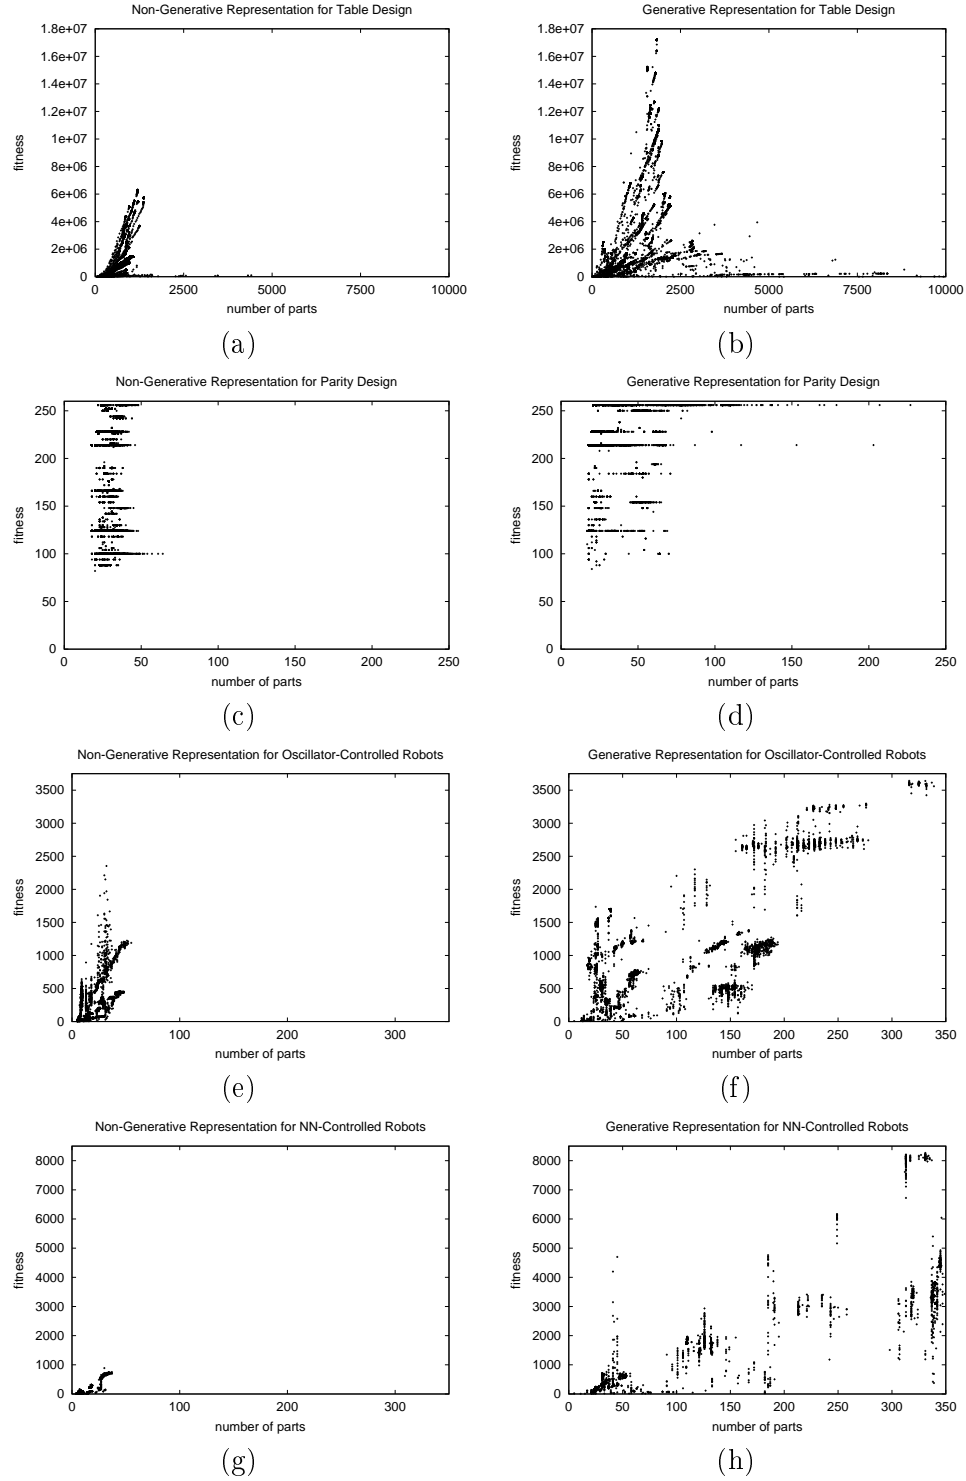 Non-Generative Representation for Table Design
1.8e+07
1.6e+07
1.4e+07
1.2e+07
1e+07
8e+06
6e+06
4e+06
2e+06
0
fitness
0 2500 5000 7500 10000
number of parts
(a)
Generative Representation for Table Design
1.8e+07
1.6e+07
1.4e+07
1.2e+07
1e+07
8e+06
6e+06
4e+06
2e+06
0
fitness
0 2500 5000 7500 10000
number of parts
(b)
Non-Generative Representation for Parity Design
250
200
150
100
50
0
fitness
0 50 100 150 200 250
number of parts
(c)
Generative Representation for Parity Design
250
200
150
100
50
0
fitness
0 50 100 150 200 250
number of parts
(d)
Non-Generative Representation for Oscillator-Controlled Robots
3500
3000
2500
2000
1500
1000
500
0
fitness
0 100 200 300
number of parts
(e)
Generative Representation for Oscillator-Controlled Robots
3500
3000
2500
2000
1500
1000
500
0
fitness
0 50 100 150 200 250 300 350
number of parts
(f)
Non-Generative Representation for NN-Controlled Robots
8000
7000
6000
5000
4000
3000
2000
1000
0
fitness
0 100 200 300
number of parts
(g)
Generative Representation for NN-Controlled Robots
8000
7000
6000
5000
4000
3000
2000
1000
0
fitness
0 50 100 150 200 250 300 350
number of parts
(h)